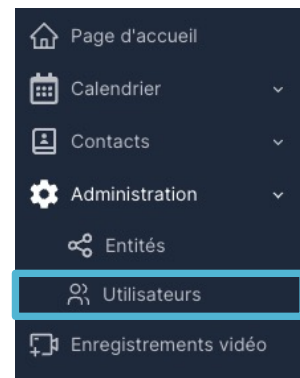 Page d'accueil
Calendrier
Contacts
Administration
Entités
Utilisateurs
Enregistrements vidéo